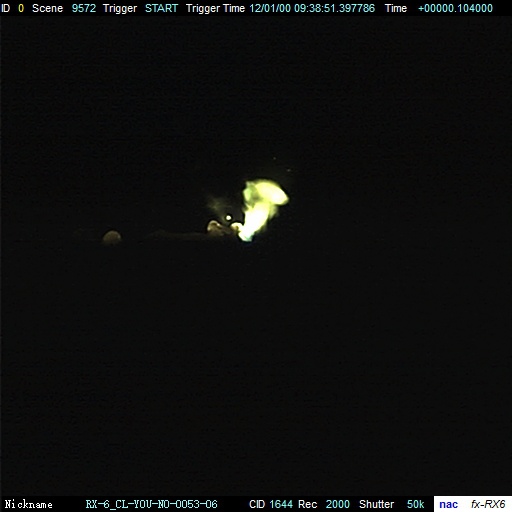 ID 0 Scene 9572 Trigger START Trigger Time 12/01/00 09:38:51.397786 Time +00000.104000
Nickname RX-6_CL-YOU-NO-0053-06 CID 1644 Rec 2000 Shutter 50k nac fx-RX6